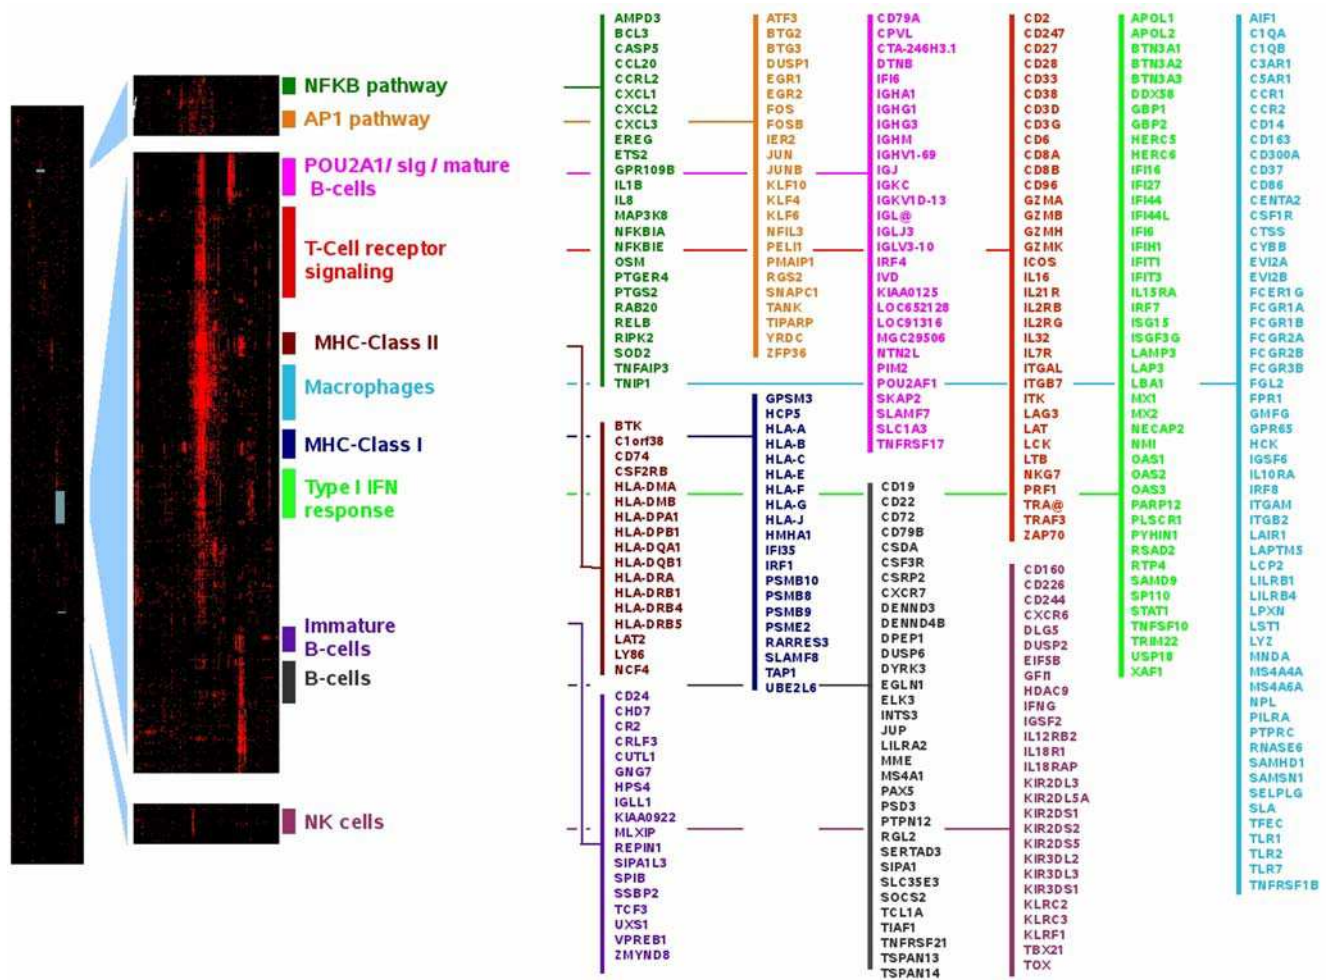 NFKB pathway
AP1 pathway
POU2A1/ sIg / mature
B-cells
T-Cell receptor
signaling
MHC-Class II
Macrophages
MHC-Class I
Type I IFN
response
Immature
B-cells
B-cells
NK cells
AMPD3
BCL3
CASP5
CCL20
CCRL2
CXCL1
CXCL2
CXCL3
EREG
ETS2
GPR109B
IL1B
IL8
MAP3K8
NFKBIA
NFKBIE
OSM
PTGER4
PTGS2
RAB20
RELB
RIPK2
SOD2
TNFAIP3
TNIP1
BTK
C1orf38
CD74
CSF2RB
HLA-DMA
HLA-DMB
HLA-DPA1
HLA-DPB1
HLA-DQA1
HLA-DQB1
HLA-DRA
HLA-DRB1
HLA-DRB4
HLA-DRB5
LAT2
LY86
NCF4
CD24
CHD7
CR2
CRLF3
CUTL1
GNG7
HPS4
IGLL1
KIAA0922
MLXIP
REPIN1
SIPA1L3
SPIB
SSBP2
TCF3
UXS1
VPREB1
ZMYND8
ATF3
BTG2
BTG3
DUSP1
EGR1
EGR2
FOS
FOSB
IER2
JUN
JUNB
KLF10
KLF4
KLF6
NFIL3
PELI1
PMAIP1
RGS2
SNAPC1
TANK
TIPARP
YRDC
ZFP36
GPSM3
HCP5
HLA-A
HLA-B
HLA-C
HLA-E
HLA-F
HLA-G
HLA-J
HMHA1
IFI35
IRF1
PSMB10
PSMB8
PSMB9
PSME2
RARRES3
SLAMF8
TAP1
UBE2L6
CD79A
CPVL
CTA-246H3.1
DTNB
IFI6
IGHA1
IGHG1
IGHG3
IGHM
IGHV1-69
IGJ
IGKC
IGKV1D-13
IGL@
IGLJ3
IGLV3-10
IRF4
IVD
KIAA0125
LOC652128
LOC91316
MGC29506
NTN2L
PIM2
POU2AF1
SKAP2
SLAMF7
SLC1A3
TNFRSF17
CD19
CD22
CD72
CD79B
CSDA
CSF3R
CSRP2
CXCR7
DENND3
DENND4B
DPEP1
DUSP6
DYRK3
EGLN1
ELK3
INTS3
JUP
LILRA2
MME
MS4A1
PAX5
PSD3
PTPN12
RGL2
SERTAD3
SIPA1
SLC35E3
SOCS2
TCL1A
TIAF1
TNFRSF21
TSPAN13
TSPAN14
CD2
CD247
CD27
CD28
CD33
CD38
CD3D
CD3G
CD6
CD8A
CD8B
CD96
GZMA
GZMB
GZMH
GZMK
ICOS
IL16
IL21R
IL2RB
IL2RG
IL32
IL7R
ITGAL
ITGB7
ITK
LAG3
LAT
LCK
LTB
NKG7
PRF1
TRA@
TRAF3
ZAP70
CD160
CD226
CD244
CXCR6
DLG5
DUSP2
EIF5B
GFI1
HDAC9
IFNG
IGSF2
IL12RB2
IL18R1
IL18RAP
KIR2DL3
KIR2DL5A
KIR2DS1
KIR2DS2
KIR2DS5
KIR3DL2
KIR3DL3
KIR3DS1
KLRC2
KLRC3
KLRF1
TBX21
TOX
APOL1
APOL2
BTN3A1
BTN3A2
BTN3A3
DDX58
GBP1
GBP2
HERC5
HERC6
IFI16
IFI27
IFI44
IFI44L
IFI6
IFIH1
IFIT1
IFIT3
IL15RA
IRF7
ISG15
ISGF3G
LAMP3
LAP3
LBA1
MX1
MX2
NECAP2
NMI
OAS1
OAS2
OAS3
PARP12
PLSCR1
PYHIN1
RSAD2
RTP4
SAMD9
SP110
STAT1
TNFSF10
TRIM22
USP18
XAF1
AIF1
C1QA
C1QB
C3AR1
C5AR1
CCR1
CCR2
CD14
CD163
CD300A
CD37
CD86
CENTA2
CSF1R
CTSS
CYBB
EVI2A
EVI2B
FCER1G
FCGR1A
FCGR1B
FCGR2A
FCGR2B
FCGR3B
FGL2
FPR1
GMFG
GPR65
HCK
IGSF6
IL10RA
IRF8
ITGAM
ITGB2
LAIR1
LAPTM5
LCP2
LILRB1
LILRB4
LPXN
LST1
LYZ
MNDA
MS4A4A
MS4A6A
NPL
PILRA
PTPRC
RNASE6
SAMHD1
SAMSN1
SELPLG
SLA
TFEC
TLR1
TLR2
TLR7
TNFRSF1B